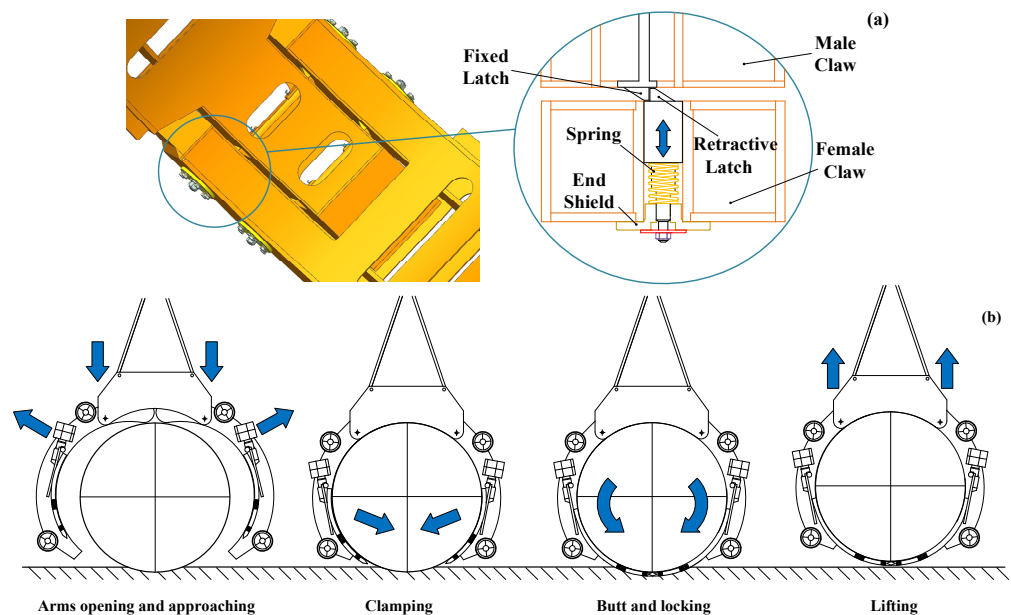 (a)
Fixed
Latch
Male
Claw
Spring
Retractive
Latch
Female
Claw
End
Shield
(b)
Arms opening and approaching
Clamping
Butt and locking
Lifting